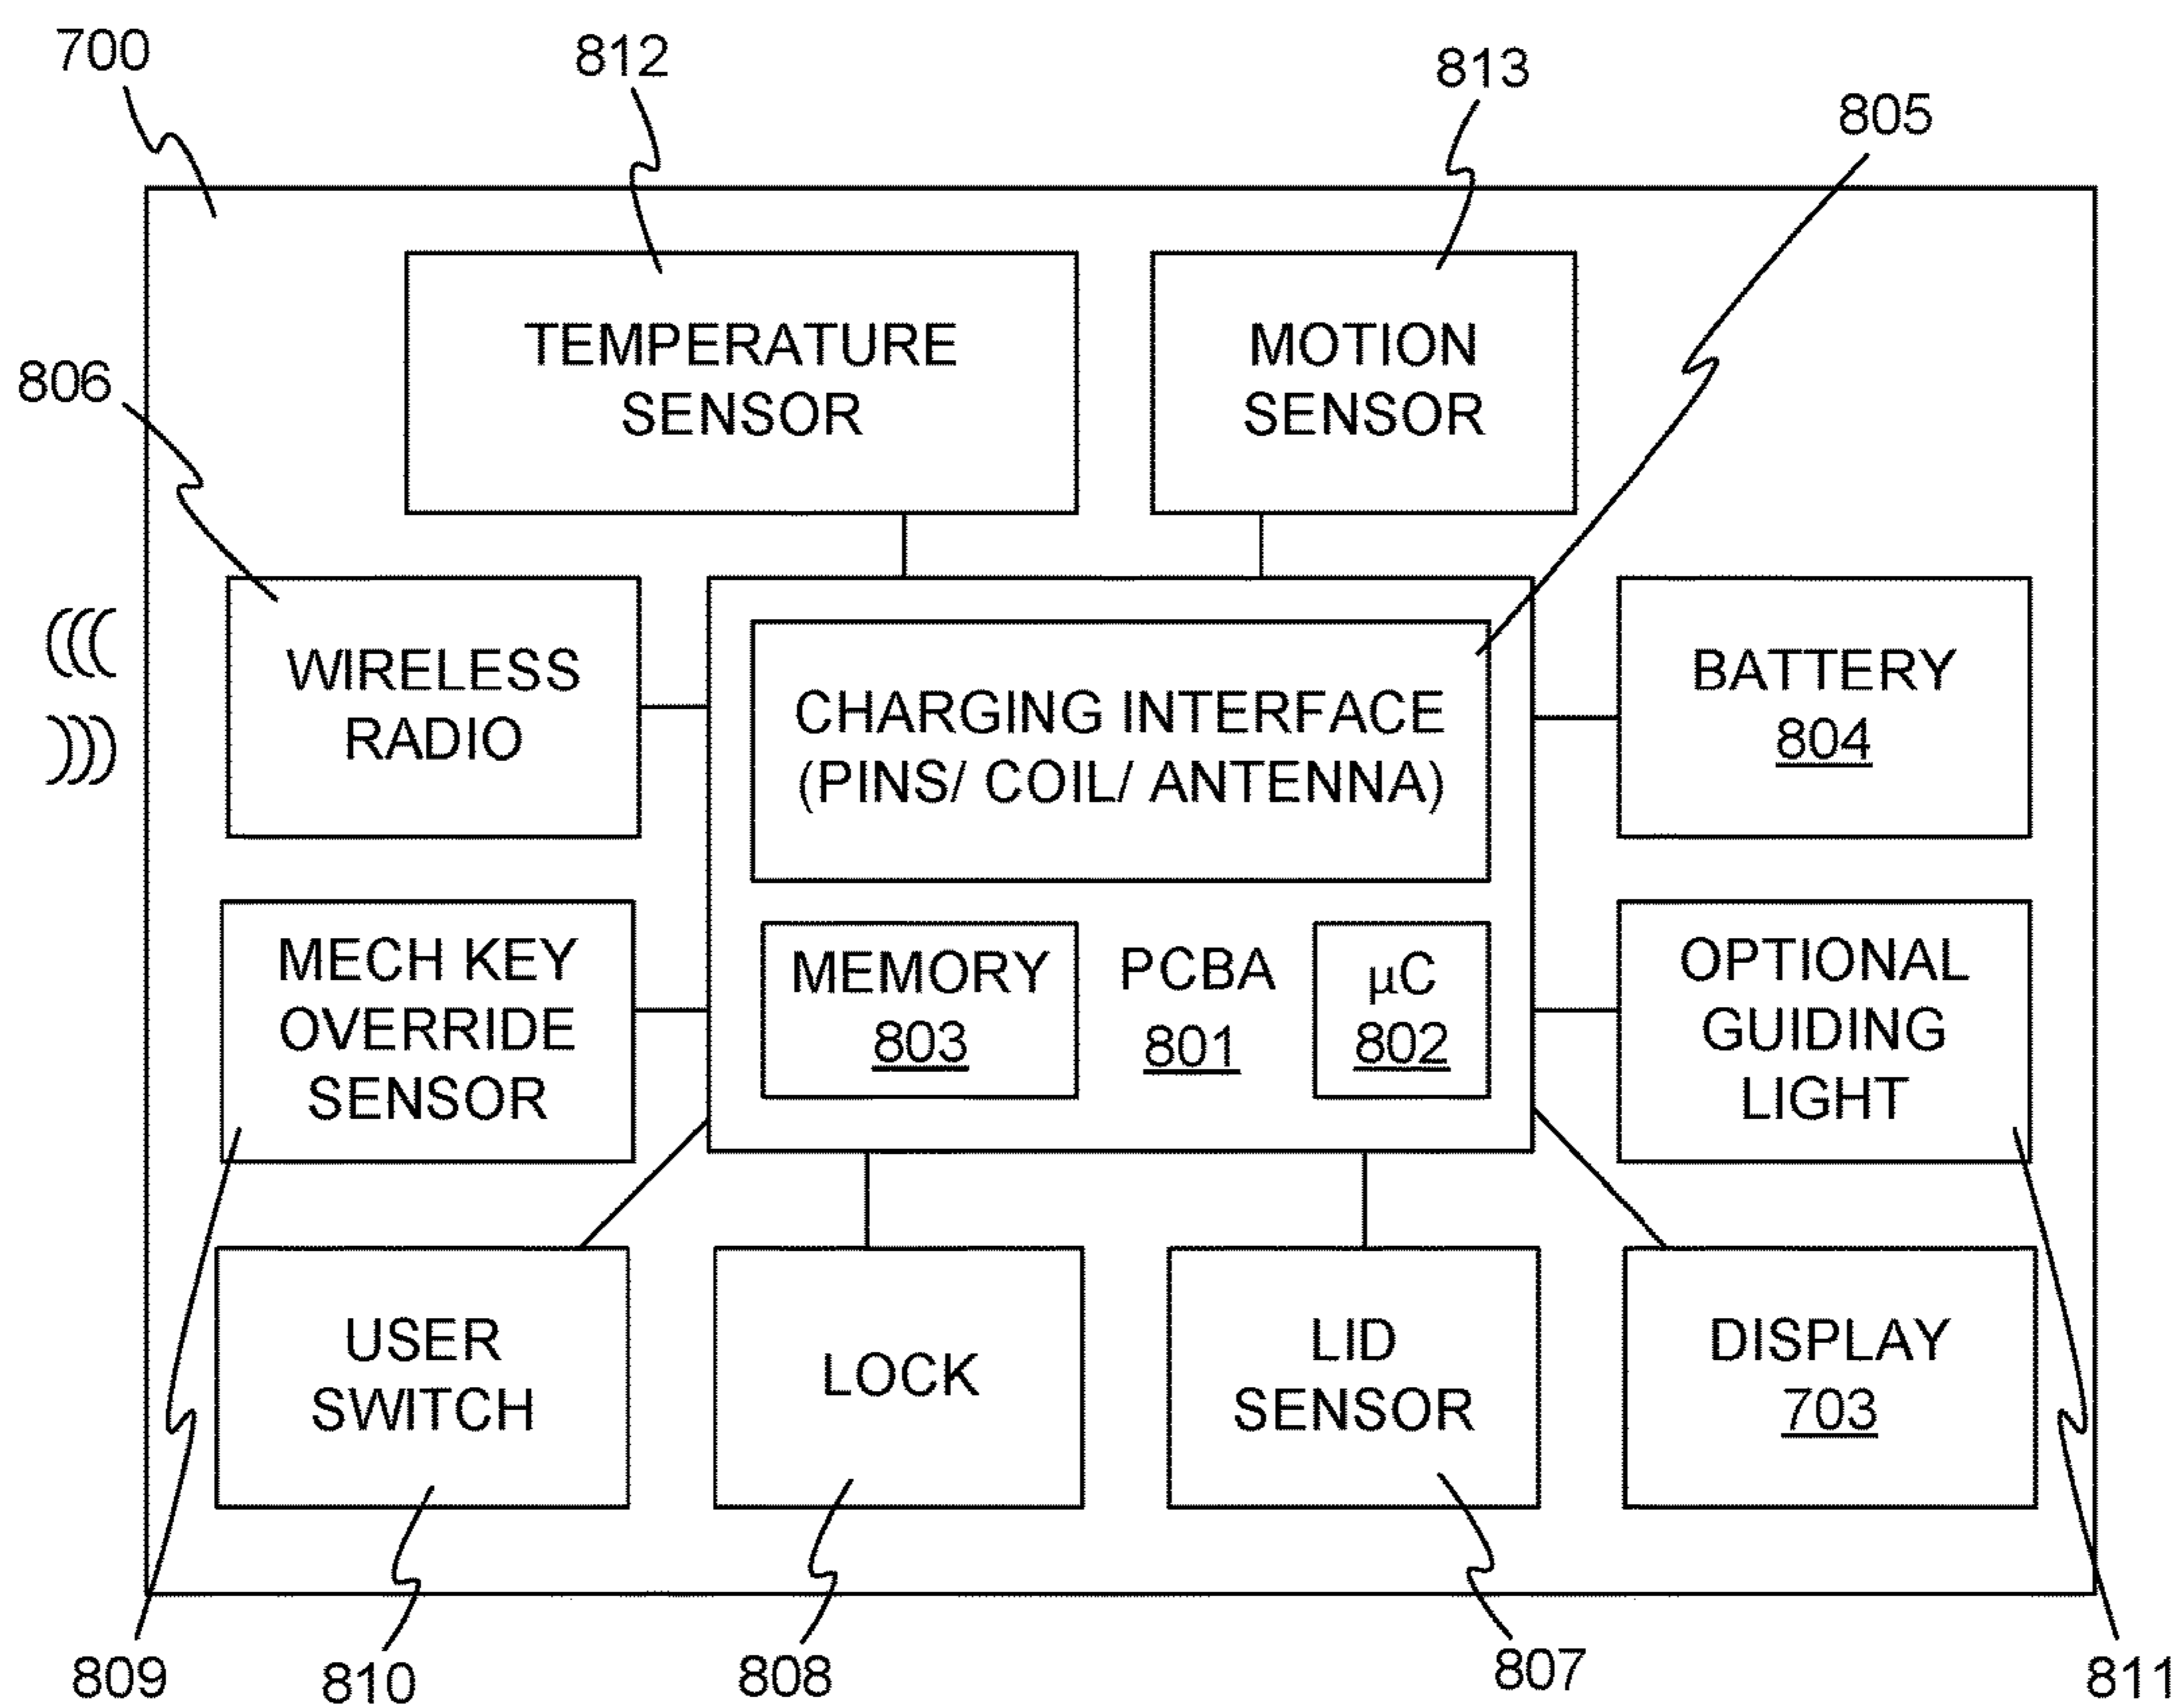 700
812
813
805
TEMPERATURE
SENSOR
MOTION
SENSOR
806
WIRELESS
RADIO
CHARGING INTERFACE
(PINS/ COIL/ ANTENNA)
BATTERY
804
MECH KEY
OVERRIDE
SENSOR
MEMORY
803
PCBA
801
µC
802
OPTIONAL
GUIDING
LIGHT
USER
SWITCH
LOCK
LID
SENSOR
DISPLAY
703
809
810
808
807
811